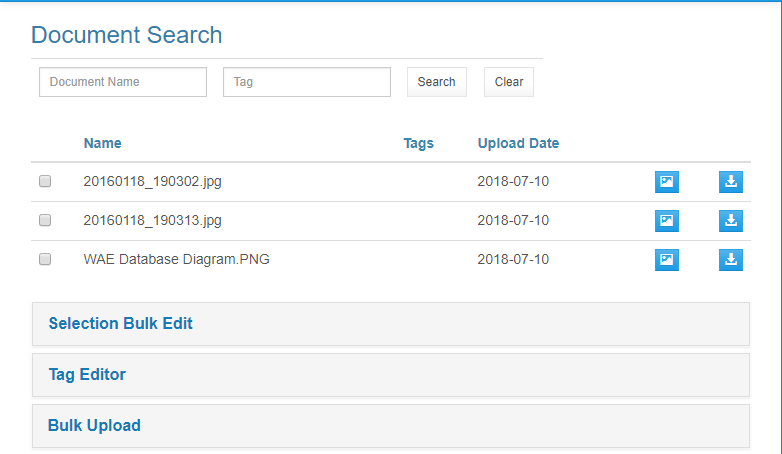 Document Search
Document Name Tag Search Clear
Name Tags Upload Date
20160118_190302.jpg 2018-07-10
20160118_190313.jpg 2018-07-10
WAE Database Diagram.PNG 2018-07-10
Selection Bulk Edit
Tag Editor
Bulk Upload